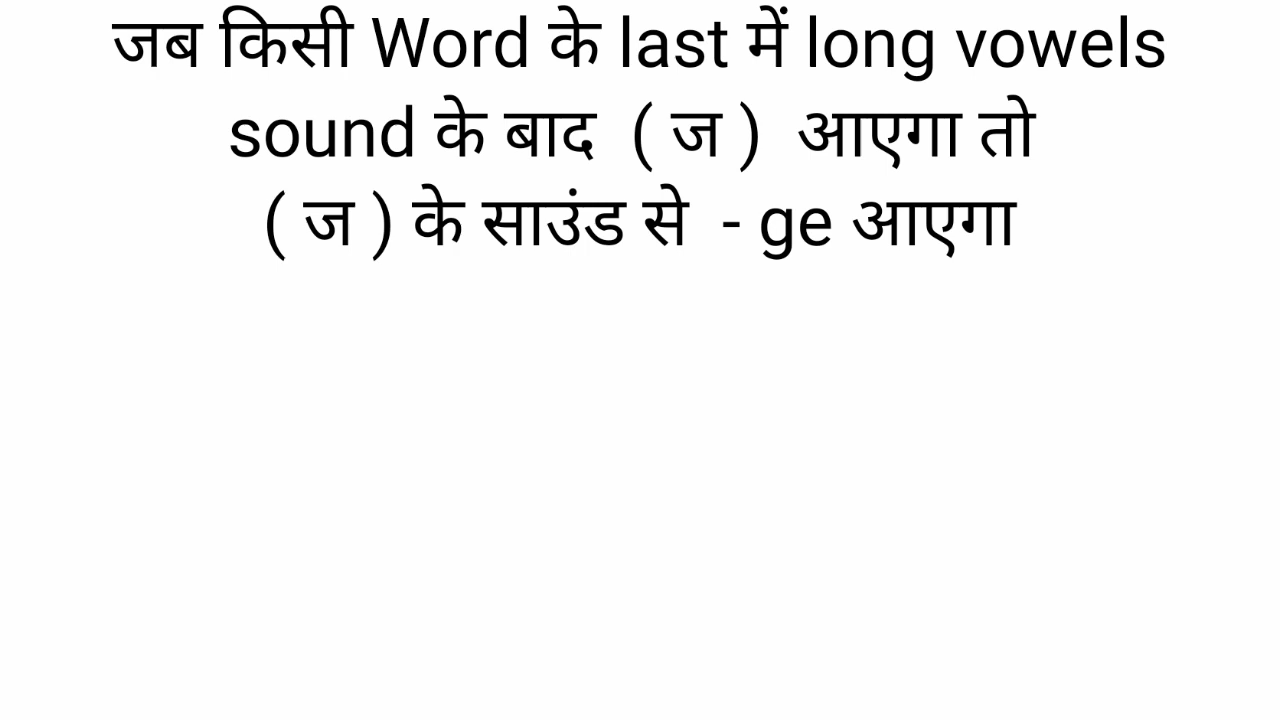 जब किसी Word के last में long vowels
sound के बाद ( ज ) आएगा तो
( ज ) के साउंड से - ge आएगा